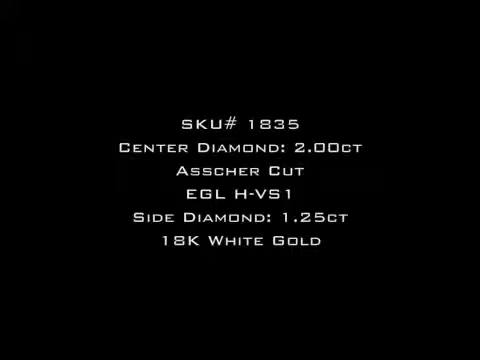 SKU# 1835
Center Diamond: 2.00ct
Asscher Cut
EGL H-VS1
Side Diamond: 1.25ct
18K White Gold